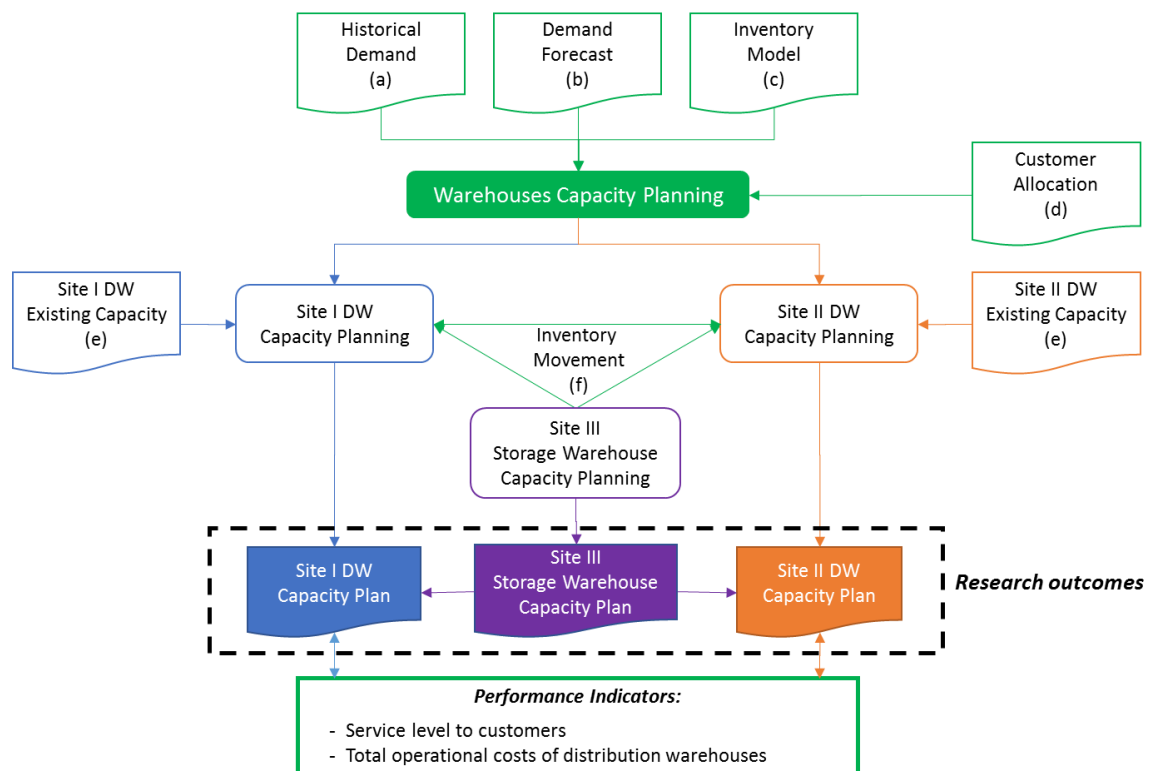 Historical
Demand
(a)
Demand
Forecast
(b)
Inventory
Model
(c)
Warehouses Capacity Planning
Customer
Allocation
(d)
Site I DW
Existing Capacity
(e)
Site I DW
Capacity Planning
Inventory
Movement
(f)
Site II DW
Capacity Planning
Site II DW
Existing Capacity
(e)
Site III
Storage Warehouse
Capacity Planning
Site I DW
Capacity Plan
Site III
Storage Warehouse
Capacity Plan
Site II DW
Capacity Plan
Research outcomes
Performance Indicators:
- Service level to customers
- Total operational costs of distribution warehouses